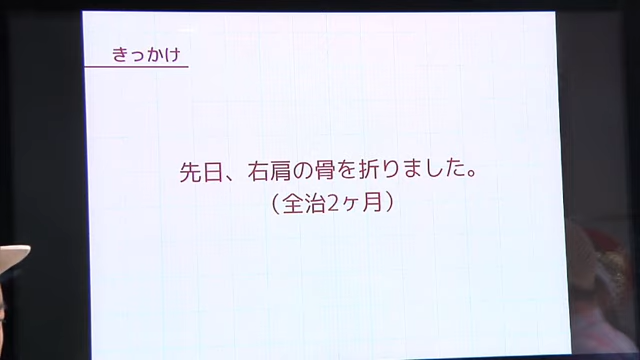 きっかけ
先日、右肩の骨を折りました。
（全治2ヶ月）